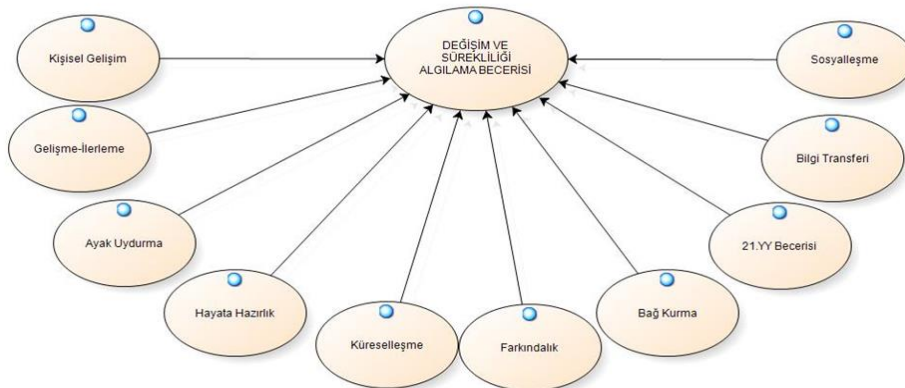 DEĞİŞİM VE
SÜREKLİLİĞİ
ALGILAMA BECERİSİ
Kişisel Gelişim
Sosyalleşme
Gelişme-İlerleme
Bilgi Transferi
Ayak Uydurma
21.YY Becerisi
Hayata Hazırlık
Bağ Kurma
Küreselleşme
Farkındalık